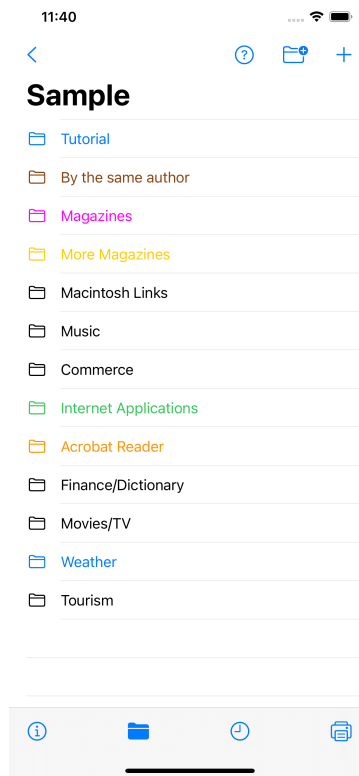 11:40
Sample
Tutorial
By the same author
Magazines
More Magazines
Macintosh Links
Music
Commerce
Internet Applications
Acrobat Reader
Finance/Dictionary
Movies/TV
Weather
Tourism